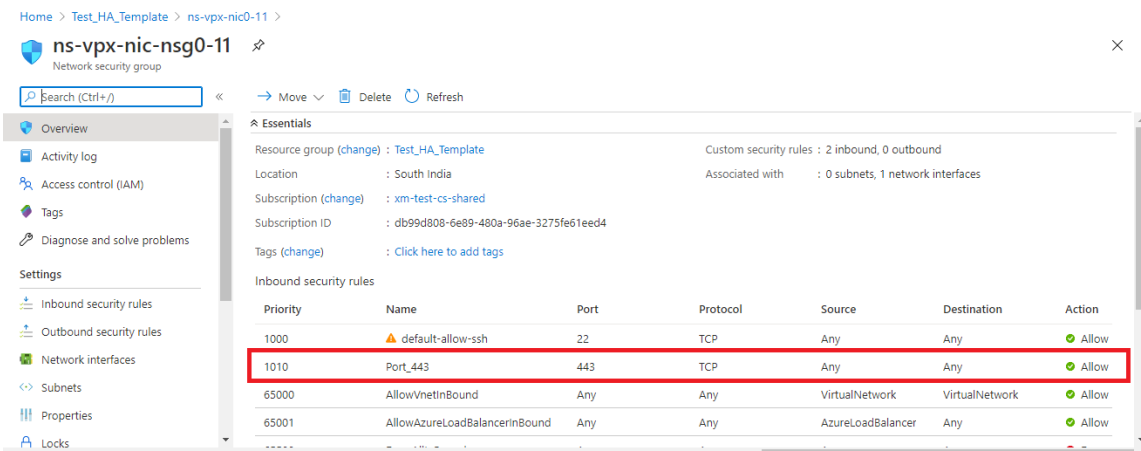 Home > Test_HA_Template > ns-vpx-nic0-11 >
ns-vpx-nic-nsg0-11
Network security group
Search (Ctrl+/)
«
Move
Delete
Refresh
Overview
Activity log
Access control (IAM)
Tags
Diagnose and solve problems
Settings
Inbound security rules
Outbound security rules
Network interfaces
Subnets
Properties
Locks
Essentials
Resource group (change) : Test_HA_Template
Location : South India
Subscription (change) : xm-test-cs-shared
Subscription ID : db99d808-6e89-480a-96ae-3275fe61eed4
Tags (change) : Click here to add tags
Custom security rules : 2 inbound, 0 outbound
Associated with : 0 subnets, 1 network interfaces
Inbound security rules
Priority Name Port Protocol Source Destination Action
1000 default-allow-ssh 22 TCP Any Any Allow
1010 Port_443 443 TCP Any Any Allow
65000 AllowVnetInBound Any Any VirtualNetwork VirtualNetwork Allow
65001 AllowAzureLoadBalancerInBound Any Any AzureLoadBalancer Any Allow